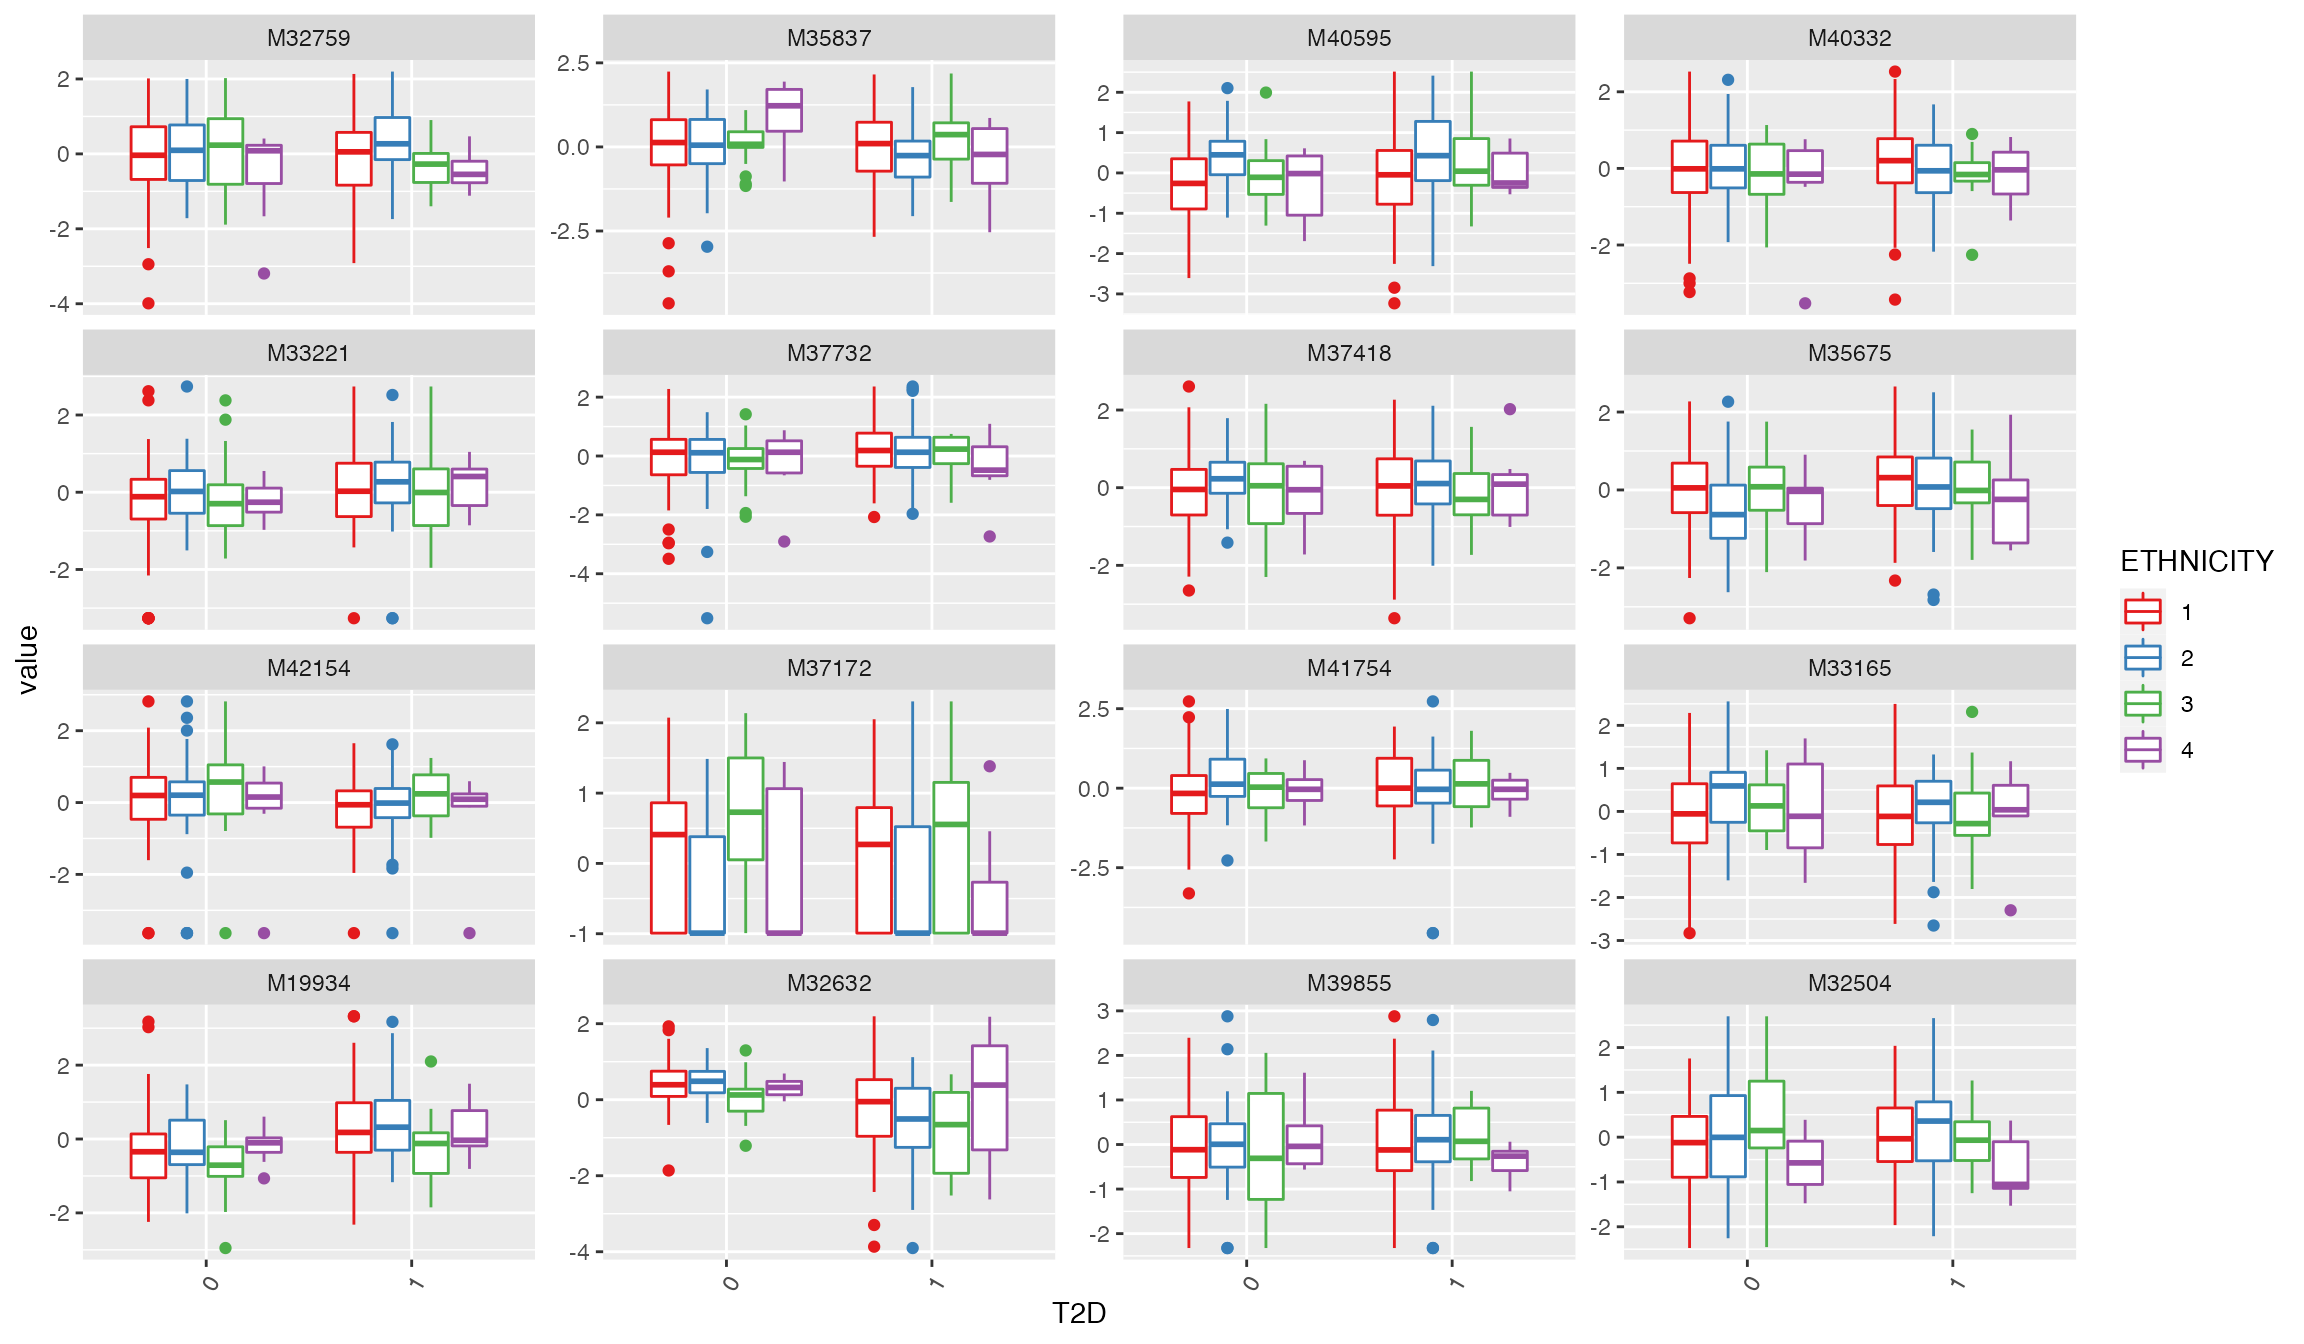 M32759 M35837 M40595 M40332
2 2.5 2 2
0 0.0 1 0
-2 -2.5 0 -2
-4 -1
-2
-3
M33221 M37732 M37418 M35675
2 2 2 2
0 0 0 0
-2 -2 -2 -2
-4
M42154 M37172 M41754 M33165
2 2 2.5 2
0 1 0.0 1
-2 0 -2.5 0
-1 -1
-2
-3
M19934 M32632 M39855 M32504
2 2 3 2
0 0 2 1
-2 -2 1 0
-4 0 -1
-1 -2
-2
0 1 0 1 0 1 0 1
T2D
value
ETHNICITY
1
2
3
4